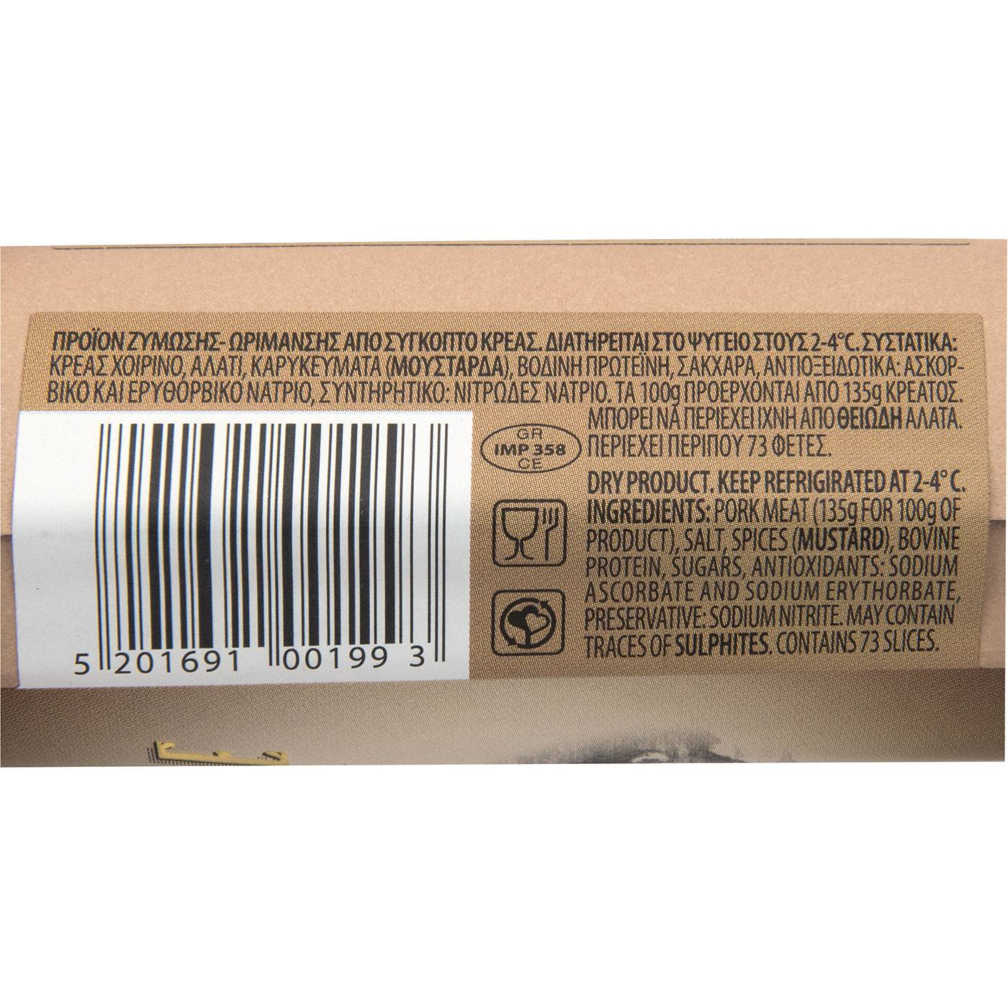 ΠΡΟΪΟΝ ΖΥΜΩΣΗΣ- ΩΡΙΜΑΝΣΗΣ ΑΠΟ ΣΥΓΚΟΠΤΟ ΚΡΕΑΣ. ΔΙΑΤΗΡΕΙΤΑΙ ΣΤΟ ΨΥΓΕΙΟ ΣΤΟΥΣ 2-4°C. ΣΥΣΤΑΤΙΚΑ:
ΚΡΕΑΣ ΧΟΙΡΙΝΟ, ΑΛΑΤΙ, ΚΑΡΥΚΕΥΜΑΤΑ (ΜΟΥΣΤΑΡΔΑ), ΒΟΔΙΝΗ ΠΡΩΤΕΪΝΗ, ΣΑΚΧΑΡΑ, ΑΝΤΙΟΞΕΙΔΩΤΙΚΑ: ΑΣΚΟΡ-
ΒΙΚΟ ΚΑΙ ΕΡΥΘΟΡΒΙΚΟ ΝΑΤΡΙΟ, ΣΥΝΤΗΡΗΤΙΚΟ: ΝΙΤΡΩΔΕΣ ΝΑΤΡΙΟ. ΤΑ 100g ΠΡΟΕΡΧΟΝΤΑΙ ΑΠΟ 135g ΚΡΕΑΤΟΣ.
ΜΠΟΡΕΙ ΝΑ ΠΕΡΙΕΧΕΙ ΙΧΝΗ ΑΠΟ ΘΕΙΩΔΗ ΑΛΑΤΑ.
ΠΕΡΙΕΧΕΙ ΠΕΡΙΠΟΥ 73 ΦΕΤΕΣ.
GR
IMP 358
CE
DRY PRODUCT. KEEP REFRIGIRATED AT 2-4° C.
INGREDIENTS: PORK MEAT (135g FOR 100g OF
PRODUCT), SALT, SPICES (MUSTARD), BOVINE
PROTEIN, SUGARS, ANTIOXIDANTS: SODIUM
ASCORBATE AND SODIUM ERYTHORBATE,
PRESERVATIVE: SODIUM NITRITE. MAY CONTAIN
TRACES OF SULPHITES. CONTAINS 73 SLICES.
5 201691 001993